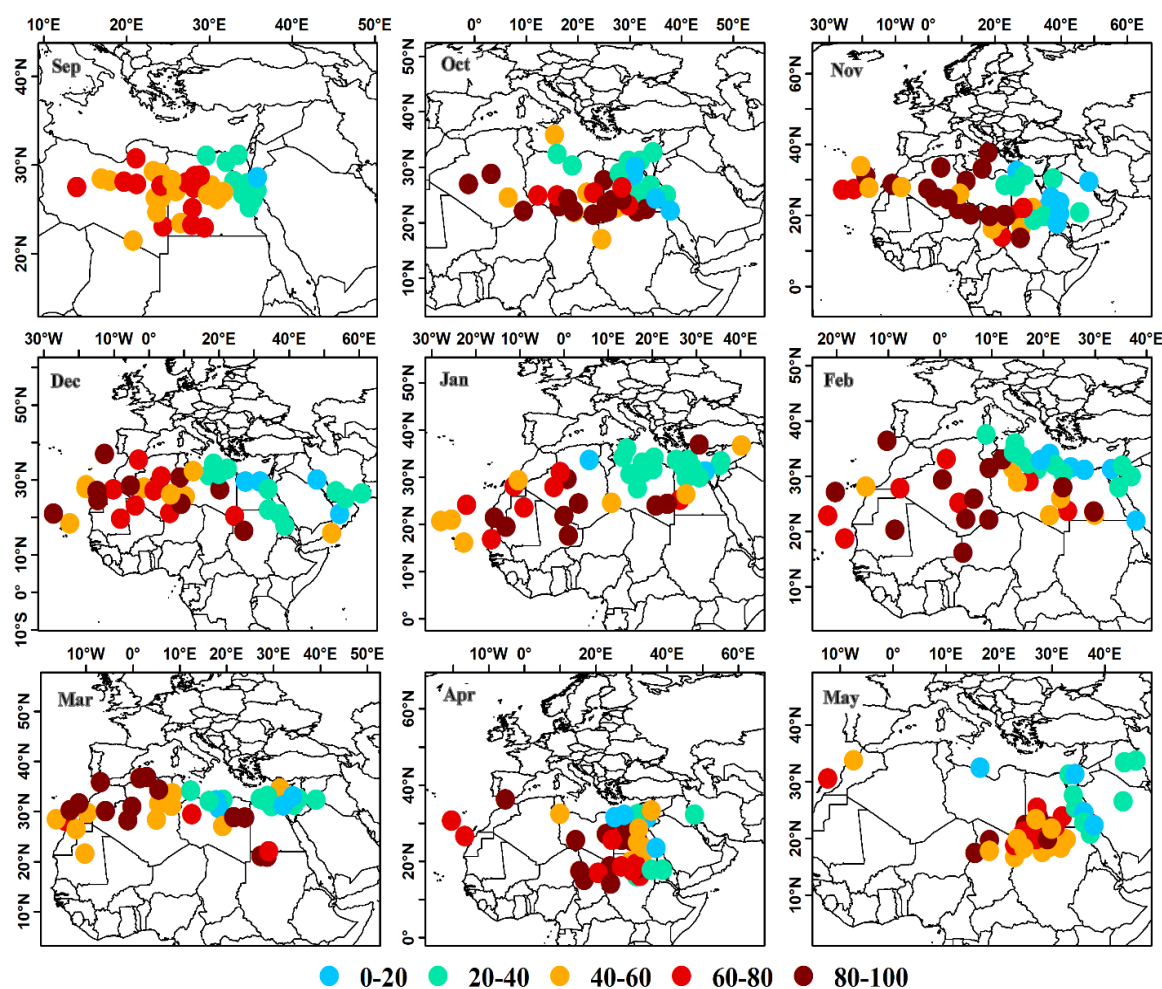 10°E 20°E 30°E 40°E 50°E
Sep
40°N
30°N
20°N
0°E 10°E 20°E 30°E 40°E
Oct
50°N
40°N
30°N
20°N
10°N
30°W 10°W 0°E 20°E 40°E 60°E
Nov
60°N
40°N
20°N
0°N
30°W 10°W 0°E 20°E 40°E 60°E
Dec
50°N
30°N
20°N
10°N
0°
10°S
30°W 20°W 10°W 0°E 10°E 20°E 30°E 40°E
Jan
50°N
40°N
30°N
20°N
10°N
0°
20°W 10°W 0°E 10°E 20°E 30°E 40°E
Feb
50°N
40°N
30°N
20°N
10°N
10°W 0°E 10°E 20°E 30°E 40°E 50°E
Mar
50°N
40°N
30°N
20°N
10°N
10°W 0°E 20°E 40°E
Apr
60°N
40°N
20°N
0°
10°W 0°E 10°E 20°E 30°E 40°E
May
40°N
30°N
20°N
10°N
0-20 20-40 40-60 60-80 80-100